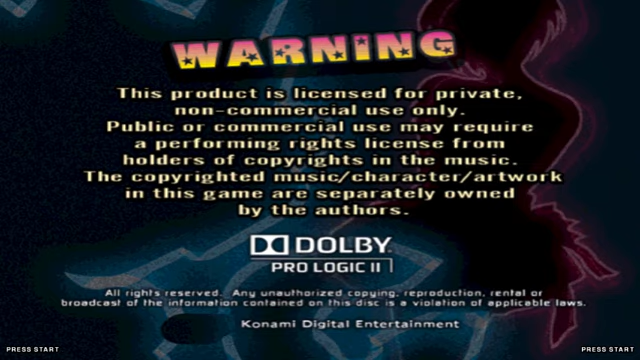 WARNING
This product is licensed for private,
non-commercial use only.
Public or commercial use may require
a performing rights license from
holders of copyrights in the music.
The copyrighted music/character/artwork
in this game are separately owned
by the authors.
DOLBY
PRO LOGIC II
All rights reserved. Any unauthorized copying, reproduction, rental or
broadcast of the information contained on this disc is a violation of applicable laws.
Konami Digital Entertainment
PRESS START PRESS START